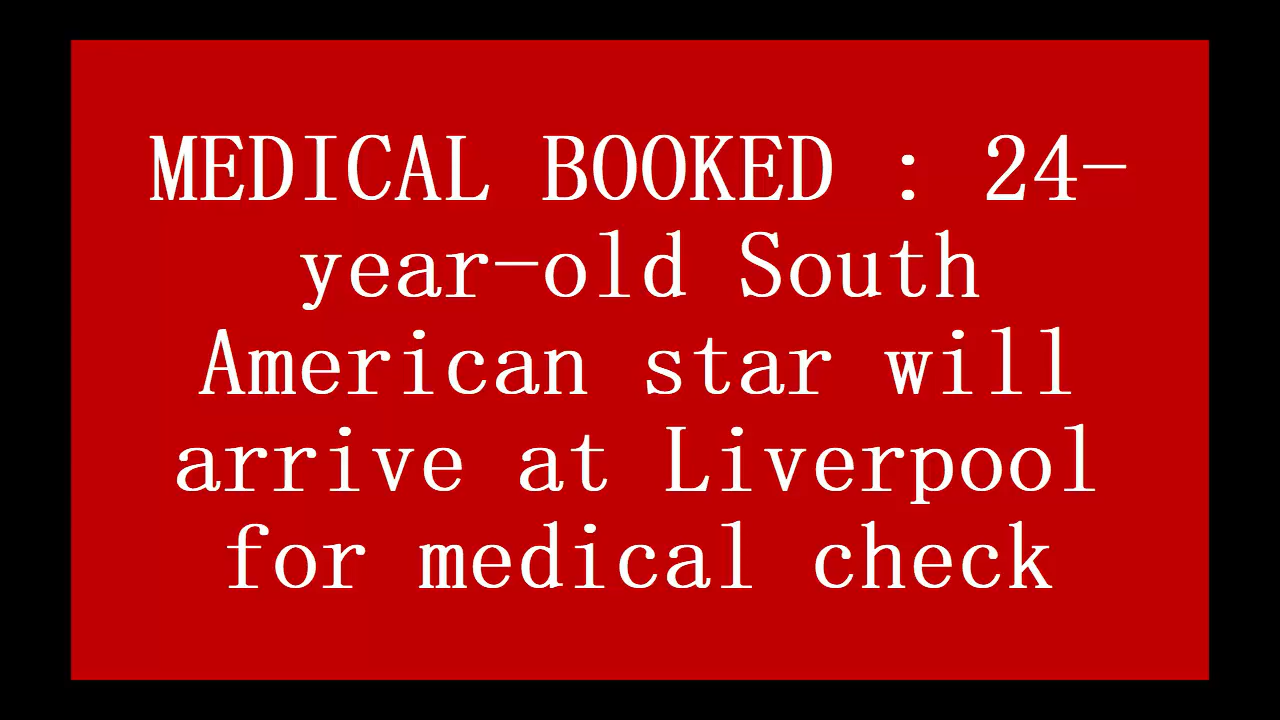 MEDICAL BOOKED : 24-
year-old South
American star will
arrive at Liverpool
for medical check